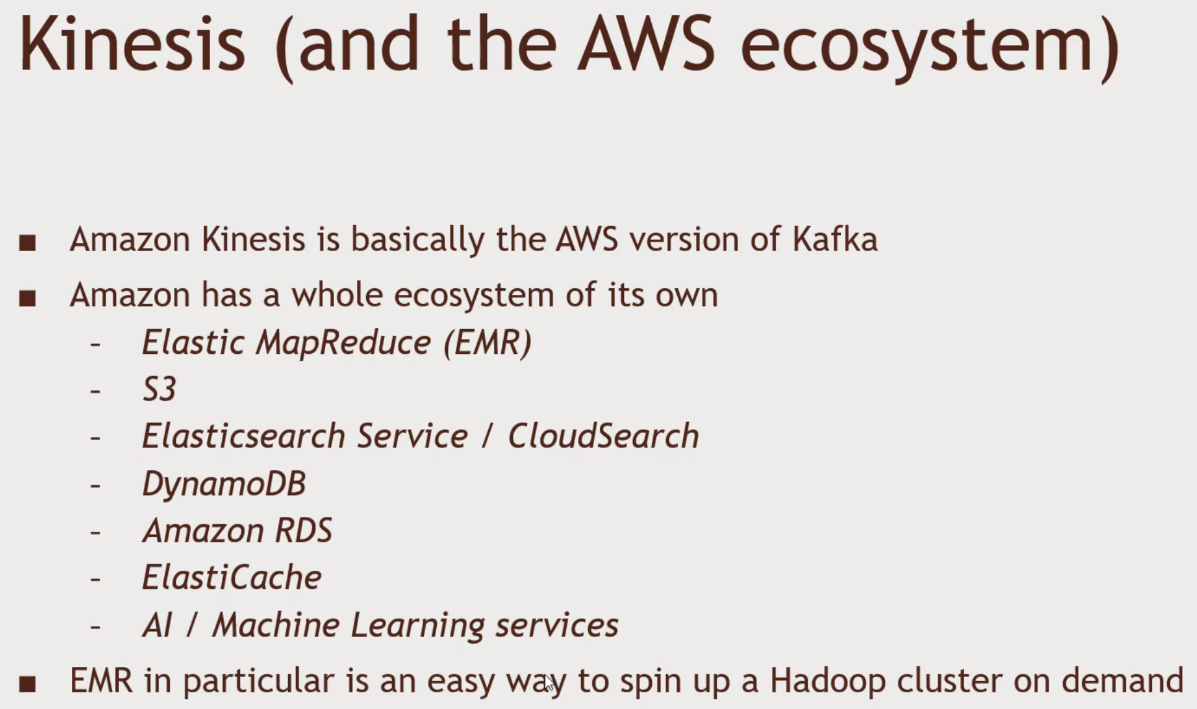 Kinesis (and the AWS ecosystem)
■ Amazon Kinesis is basically the AWS version of Kafka
■ Amazon has a whole ecosystem of its own
– Elastic MapReduce (EMR)
– S3
– Elasticsearch Service / CloudSearch
– DynamoDB
– Amazon RDS
– ElastiCache
– AI / Machine Learning services
■ EMR in particular is an easy way to spin up a Hadoop cluster on demand